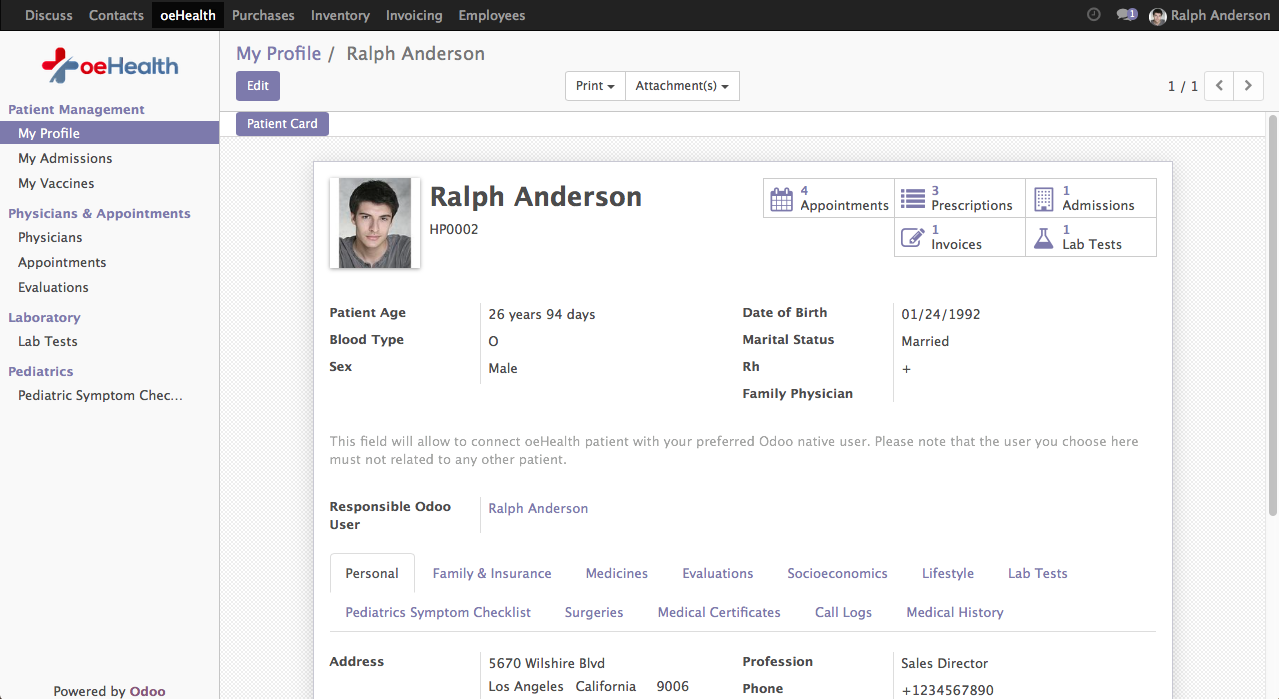 Discuss Contacts oeHealth Purchases Inventory Invoicing Employees 1 Ralph Anderson
oeHealth
Patient Management
My Profile
My Admissions
My Vaccines
Physicians & Appointments
Physicians
Appointments
Evaluations
Laboratory
Lab Tests
Pediatrics
Pediatric Symptom Chec...
Powered by Odoo
My Profile / Ralph Anderson
Edit Print Attachment(s) 1 / 1
Patient Card
Ralph Anderson
HP0002
4 Appointments
3 Prescriptions
1 Admissions
1 Invoices
1 Lab Tests
Patient Age 26 years 94 days
Blood Type O
Sex Male
Date of Birth 01/24/1992
Marital Status Married
Rh +
Family Physician
This field will allow to connect oeHealth patient with your preferred Odoo native user. Please note that the user you choose here
must not related to any other patient.
Responsible Odoo
User
Ralph Anderson
Personal Family & Insurance Medicines Evaluations Socioeconomics Lifestyle Lab Tests
Pediatrics Symptom Checklist Surgeries Medical Certificates Call Logs Medical History
Address 5670 Wilshire Blvd
Los Angeles California 9006
Profession Sales Director
Phone +1234567890